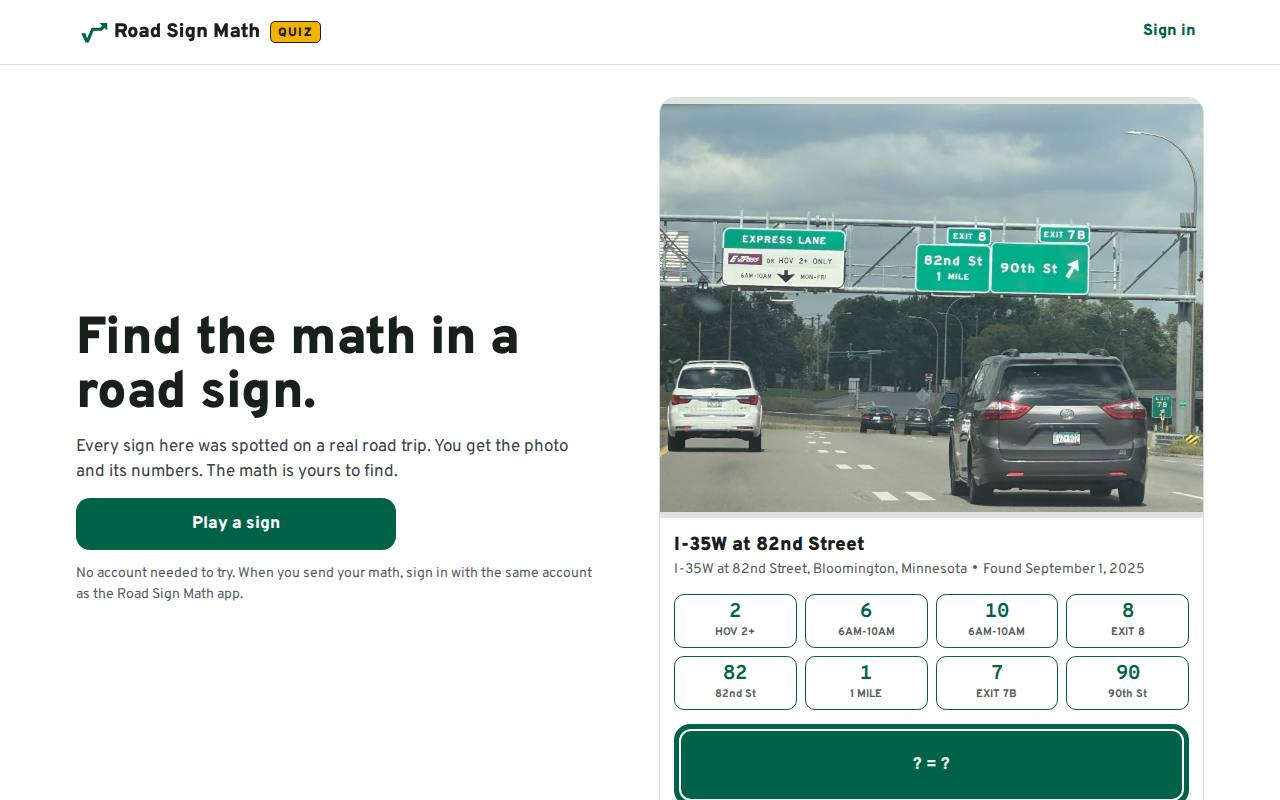 Road Sign Math QUIZ
Sign in
Find the math in a
road sign.
Every sign here was spotted on a real road trip. You get the photo
and its numbers. The math is yours to find.
Play a sign
No account needed to try. When you send your math, sign in with the same account
as the Road Sign Math app.
EXPRESS LANE
E-ZPass OR HOV 2+ ONLY
6AM-10AM MON-FRI
EXIT 8
82nd St
1 MILE
EXIT 7B
90th St
EXIT
7B
I-35W at 82nd Street
I-35W at 82nd Street, Bloomington, Minnesota • Found September 1, 2025
2
HOV 2+
6
6AM-10AM
10
6AM-10AM
8
EXIT 8
82
82nd St
1
1 MILE
7
EXIT 7B
90
90th St
? = ?